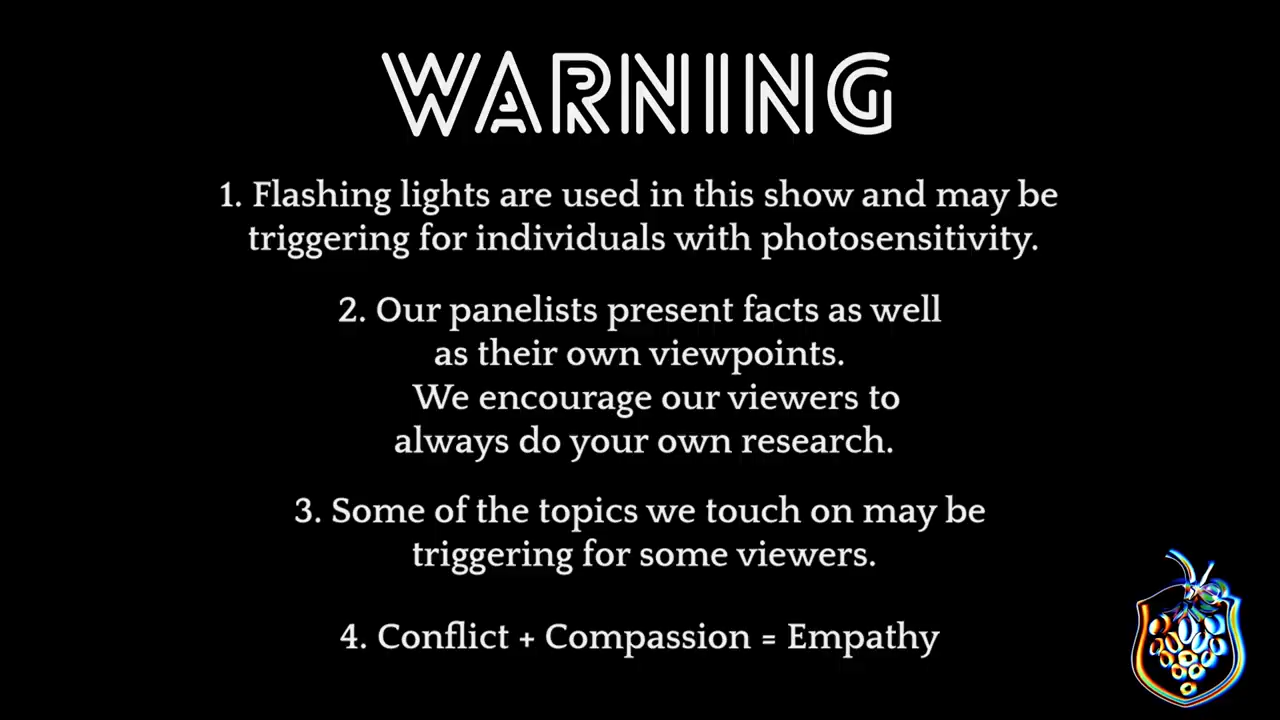 WARNING
1. Flashing lights are used in this show and may be
triggering for individuals with photosensitivity.
2. Our panelists present facts as well
as their own viewpoints.
We encourage our viewers to
always do your own research.
3. Some of the topics we touch on may be
triggering for some viewers.
4. Conflict + Compassion = Empathy